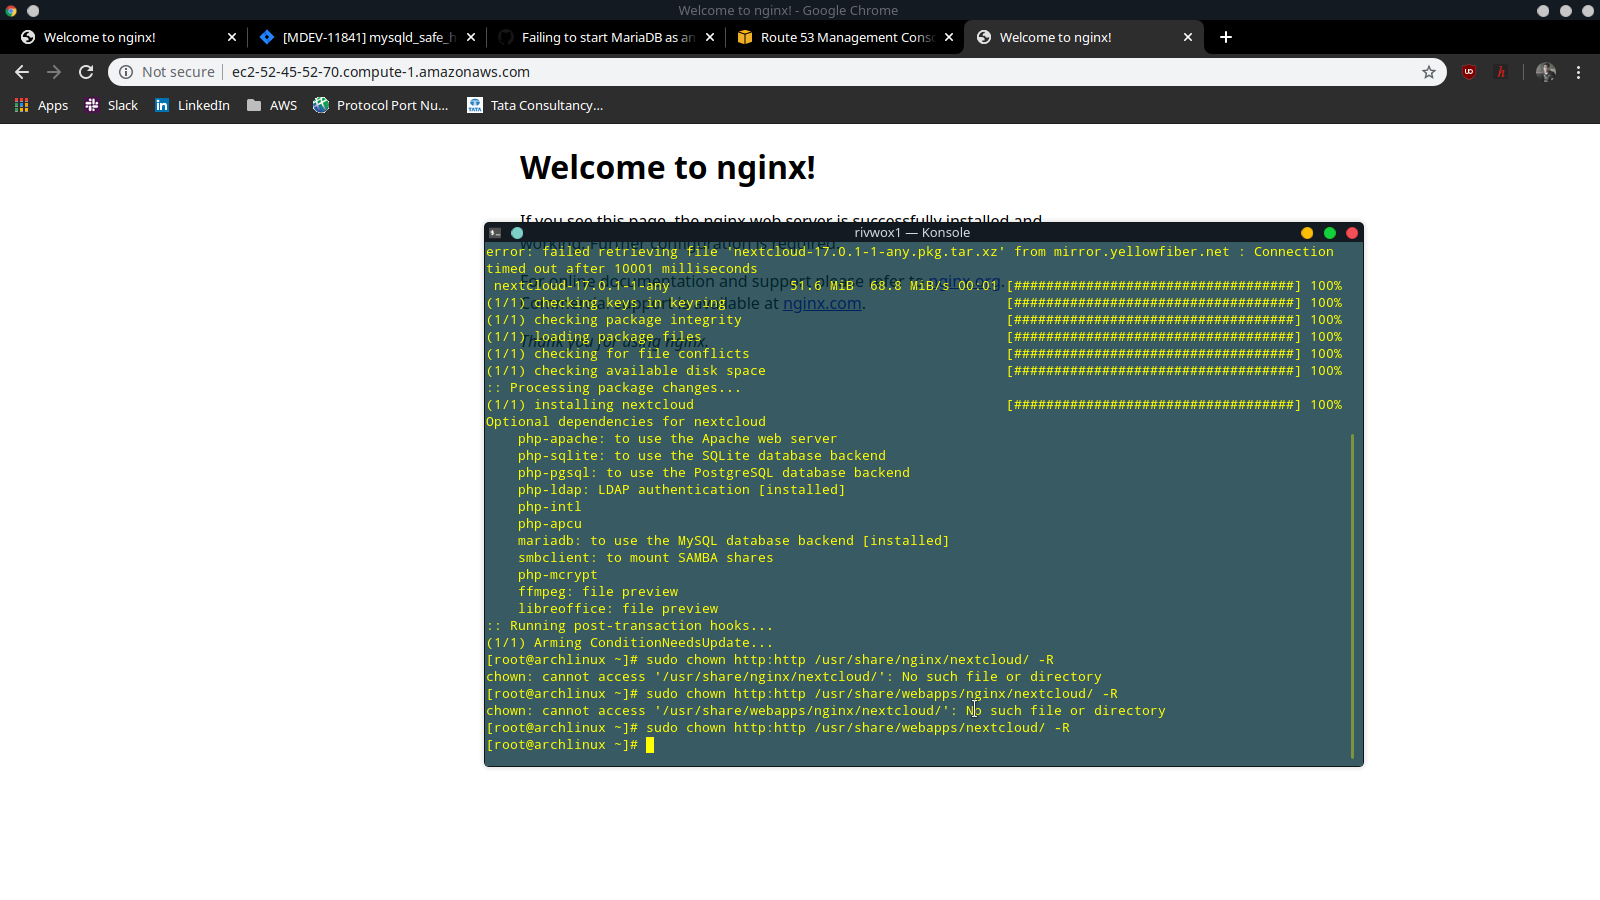 Welcome to nginx! - Google Chrome
Welcome to nginx!
[MDEV-11841] mysqld_safe_h
Failing to start MariaDB as an
Route 53 Management Conso
Welcome to nginx!
Not secure
ec2-52-45-52-70.compute-1.amazonaws.com
Apps
Slack
LinkedIn
AWS
Protocol Port Nu...
Tata Consultancy...
Welcome to nginx!
If you see this page, the nginx web server is successfully installed and
working. Further configuration is required.
For online documentation and support please refer to nginx.org.
Commercial support is available at nginx.com.
Thank you for using nginx.
rivwox1 — Konsole
error: failed retrieving file 'nextcloud-17.0.1-1-any.pkg.tar.xz' from mirror.yellowfiber.net : Connection
timed out after 10001 milliseconds
nextcloud-17.0.1-1-any 51.6 MiB 68.8 MiB/s 00:01 [###################################] 100%
(1/1) checking keys in keyring [###################################] 100%
(1/1) checking package integrity [###################################] 100%
(1/1) loading package files [###################################] 100%
(1/1) checking for file conflicts [###################################] 100%
(1/1) checking available disk space [###################################] 100%
:: Processing package changes...
(1/1) installing nextcloud [###################################] 100%
Optional dependencies for nextcloud
php-apache: to use the Apache web server
php-sqlite: to use the SQLite database backend
php-pgsql: to use the PostgreSQL database backend
php-ldap: LDAP authentication [installed]
php-intl
php-apcu
mariadb: to use the MySQL database backend [installed]
smbclient: to mount SAMBA shares
php-mcrypt
ffmpeg: file preview
libreoffice: file preview
:: Running post-transaction hooks...
(1/1) Arming ConditionNeedsUpdate...
[root@archlinux ~]# sudo chown http:http /usr/share/nginx/nextcloud/ -R
chown: cannot access '/usr/share/nginx/nextcloud/': No such file or directory
[root@archlinux ~]# sudo chown http:http /usr/share/webapps/nginx/nextcloud/ -R
chown: cannot access '/usr/share/webapps/nginx/nextcloud/': No such file or directory
[root@archlinux ~]# sudo chown http:http /usr/share/webapps/nextcloud/ -R
[root@archlinux ~]#